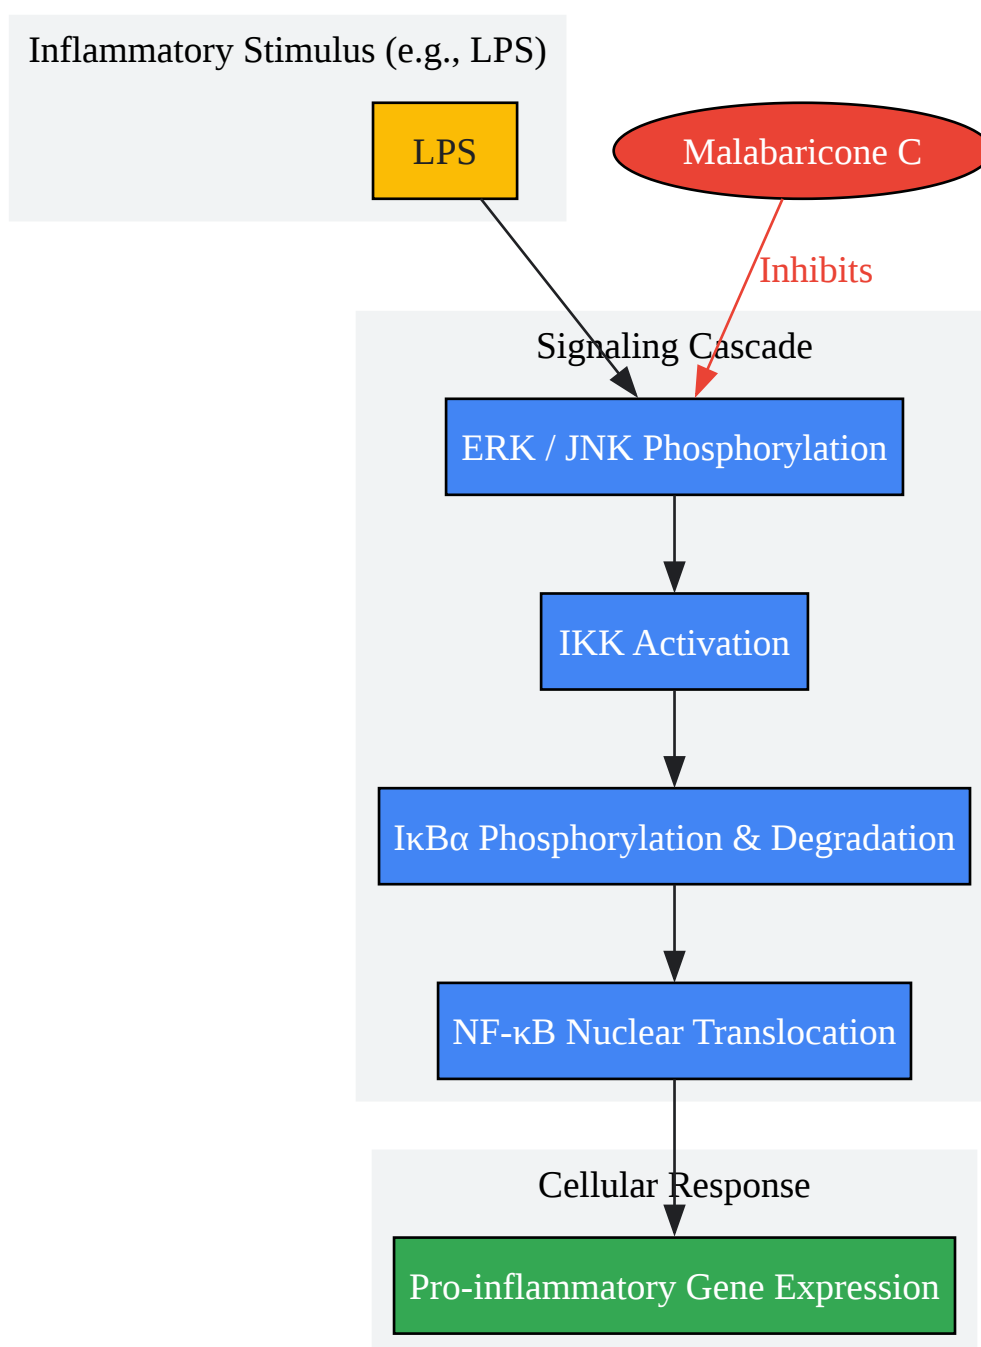 Inflammatory Stimulus (e.g., LPS)
LPS
Malabaricone C
Inhibits
Signaling Cascade
ERK / JNK Phosphorylation
IKK Activation
IκBα Phosphorylation & Degradation
NF-κB Nuclear Translocation
Cellular Response
Pro-inflammatory Gene Expression